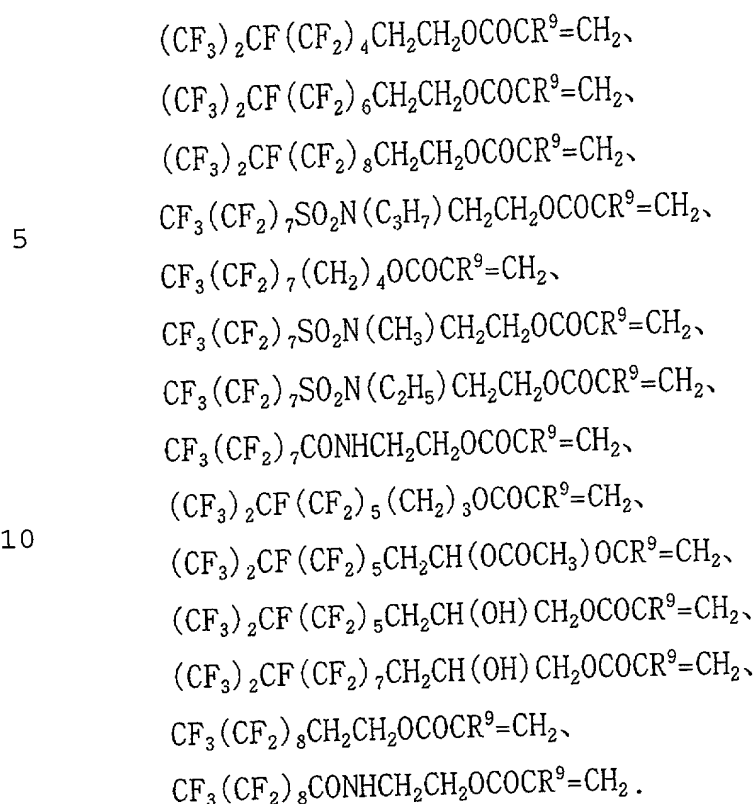 (CF₃)₂CF(CF₂)₄CH₂CH₂OCOCR⁹=CH₂、
(CF₃)₂CF(CF₂)₆CH₂CH₂OCOCR⁹=CH₂、
(CF₃)₂CF(CF₂)₈CH₂CH₂OCOCR⁹=CH₂、
CF₃(CF₂)₇SO₂N(C₃H₇)CH₂CH₂OCOCR⁹=CH₂、
5
CF₃(CF₂)₇(CH₂)₄OCOCR⁹=CH₂、
CF₃(CF₂)₇SO₂N(CH₃)CH₂CH₂OCOCR⁹=CH₂、
CF₃(CF₂)₇SO₂N(C₂H₅)CH₂CH₂OCOCR⁹=CH₂、
CF₃(CF₂)₇CONHCH₂CH₂OCOCR⁹=CH₂、
(CF₃)₂CF(CF₂)₅(CH₂)₃OCOCR⁹=CH₂、
10
(CF₃)₂CF(CF₂)₅CH₂CH(OCOCH₃)OCR⁹=CH₂、
(CF₃)₂CF(CF₂)₅CH₂CH(OH)CH₂OCOCR⁹=CH₂、
(CF₃)₂CF(CF₂)₇CH₂CH(OH)CH₂OCOCR⁹=CH₂、
CF₃(CF₂)₈CH₂CH₂OCOCR⁹=CH₂、
CF₃(CF₂)₈CONHCH₂CH₂OCOCR⁹=CH₂.